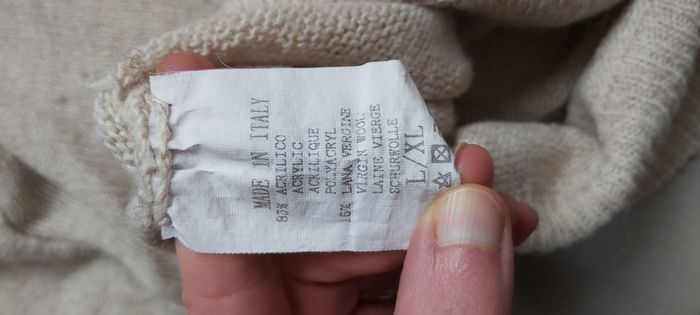 MADE IN ITALY
85% ACRILICO
ACRYLIC
ACRILIQUE
POLYACRYL
15% LANA VERGINE
VIRGIN WOOL
LAINE VIERGE
SCHURWOLLE
L/XL